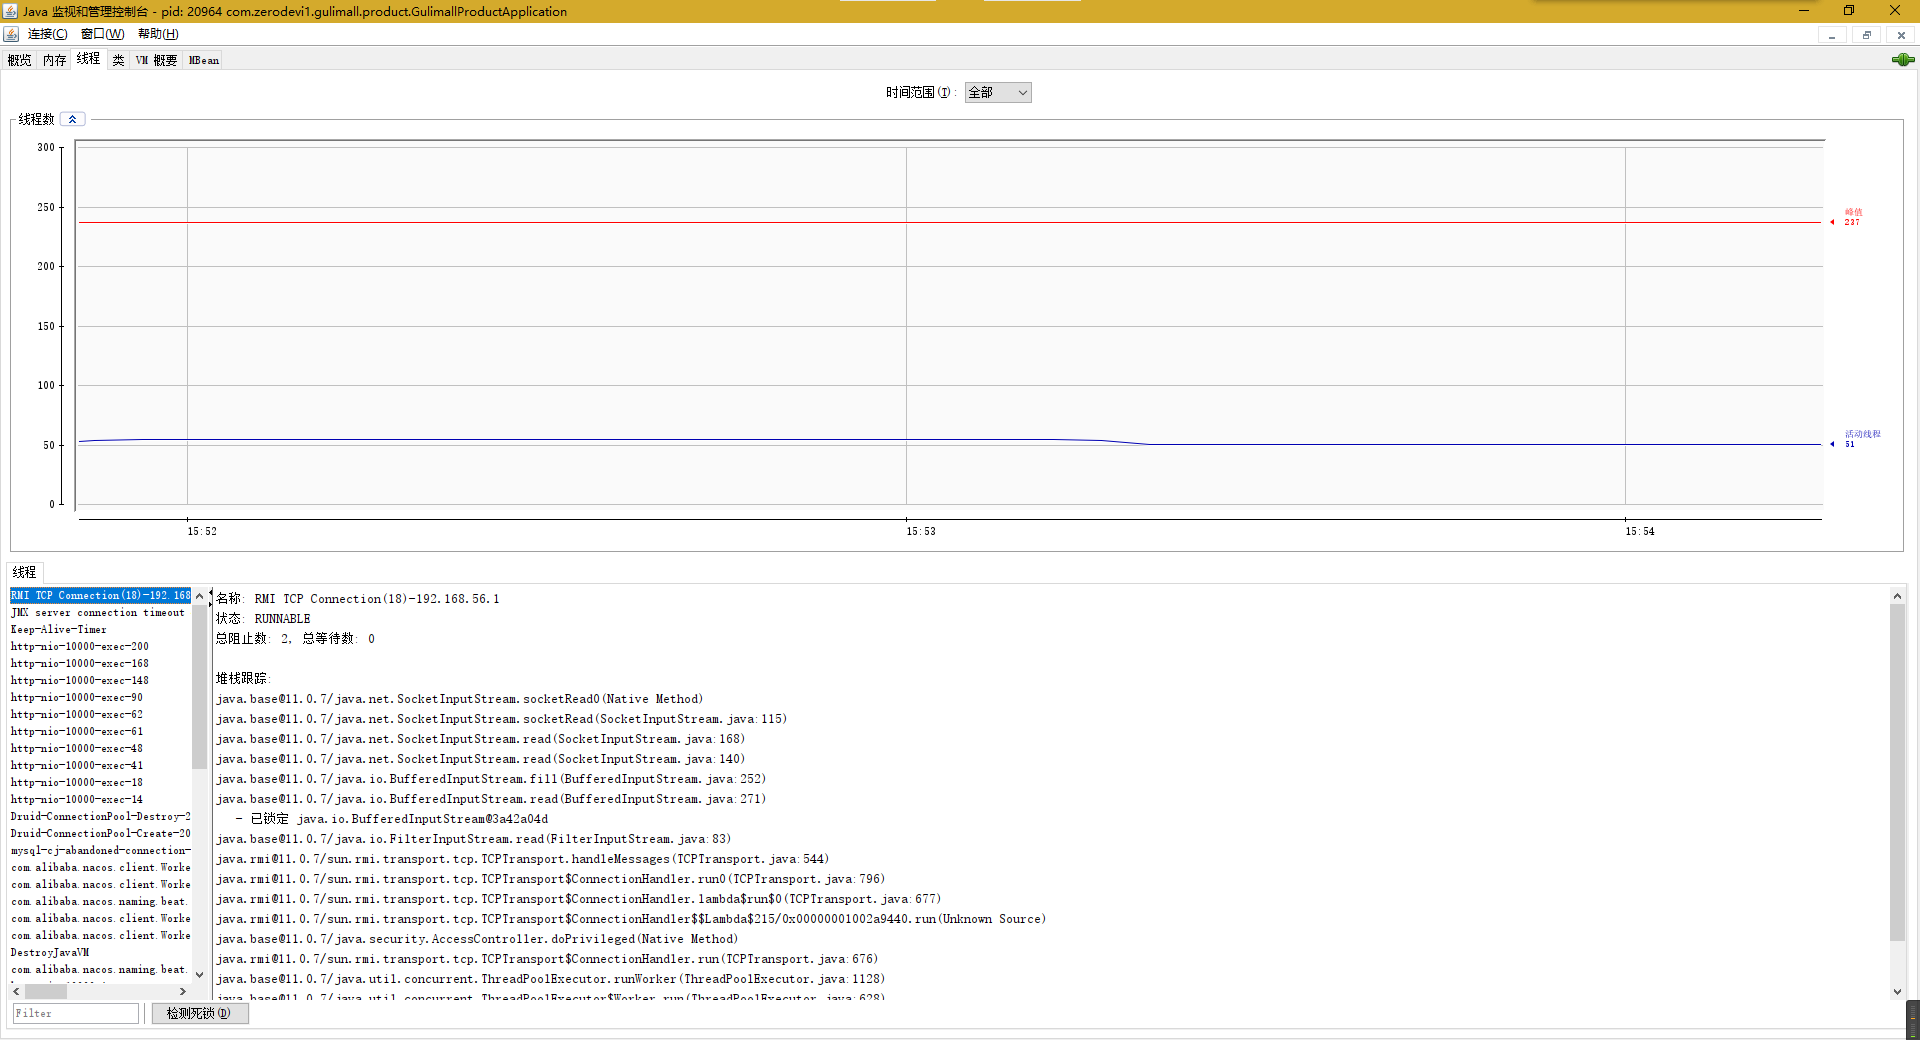 Java 监视和管理控制台 - pid: 20964 com.zerodevi1.gulimall.product.GulimallProductApplication
连接(C) 窗口(W) 帮助(H)
概览 内存 线程 类 VM 概要 MBean
时间范围(T): 全部
线程数
300
250
200
150
100
50
0
峰值
237
活动线程
51
15:52 15:53 15:54
线程
RMI TCP Connection(18)-192.168
JMX server connection timeout
Keep-Alive-Timer
http-nio-10000-exec-200
http-nio-10000-exec-168
http-nio-10000-exec-148
http-nio-10000-exec-90
http-nio-10000-exec-62
http-nio-10000-exec-61
http-nio-10000-exec-48
http-nio-10000-exec-41
http-nio-10000-exec-18
http-nio-10000-exec-14
Druid-ConnectionPool-Destroy-2
Druid-ConnectionPool-Create-20
mysql-cj-abandoned-connection-
com.alibaba.nacos.client.Worke
com.alibaba.nacos.client.Worke
com.alibaba.nacos.naming.beat.
com.alibaba.nacos.client.Worke
com.alibaba.nacos.client.Worke
DestroyJavaVM
com.alibaba.nacos.naming.beat.
Filter
检测死锁(D)
名称: RMI TCP Connection(18)-192.168.56.1
状态: RUNNABLE
总阻止数: 2, 总等待数: 0
堆栈跟踪:
java.base@11.0.7/java.net.SocketInputStream.socketRead0(Native Method)
java.base@11.0.7/java.net.SocketInputStream.socketRead(SocketInputStream.java:115)
java.base@11.0.7/java.net.SocketInputStream.read(SocketInputStream.java:168)
java.base@11.0.7/java.net.SocketInputStream.read(SocketInputStream.java:140)
java.base@11.0.7/java.io.BufferedInputStream.fill(BufferedInputStream.java:252)
java.base@11.0.7/java.io.BufferedInputStream.read(BufferedInputStream.java:271)
- 已锁定 java.io.BufferedInputStream@3a42a04d
java.base@11.0.7/java.io.FilterInputStream.read(FilterInputStream.java:83)
java.rmi@11.0.7/sun.rmi.transport.tcp.TCPTransport.handleMessages(TCPTransport.java:544)
java.rmi@11.0.7/sun.rmi.transport.tcp.TCPTransport$ConnectionHandler.run0(TCPTransport.java:796)
java.rmi@11.0.7/sun.rmi.transport.tcp.TCPTransport$ConnectionHandler.lambda$run$0(TCPTransport.java:677)
java.rmi@11.0.7/sun.rmi.transport.tcp.TCPTransport$ConnectionHandler$$Lambda$215/0x00000001002a9440.run(Unknown Source)
java.base@11.0.7/java.security.AccessController.doPrivileged(Native Method)
java.rmi@11.0.7/sun.rmi.transport.tcp.TCPTransport$ConnectionHandler.run(TCPTransport.java:676)
java.base@11.0.7/java.util.concurrent.ThreadPoolExecutor.runWorker(ThreadPoolExecutor.java:1128)
java.base@11.0.7/java.util.concurrent.ThreadPoolExecutor$Worker.run(ThreadPoolExecutor.java:628)